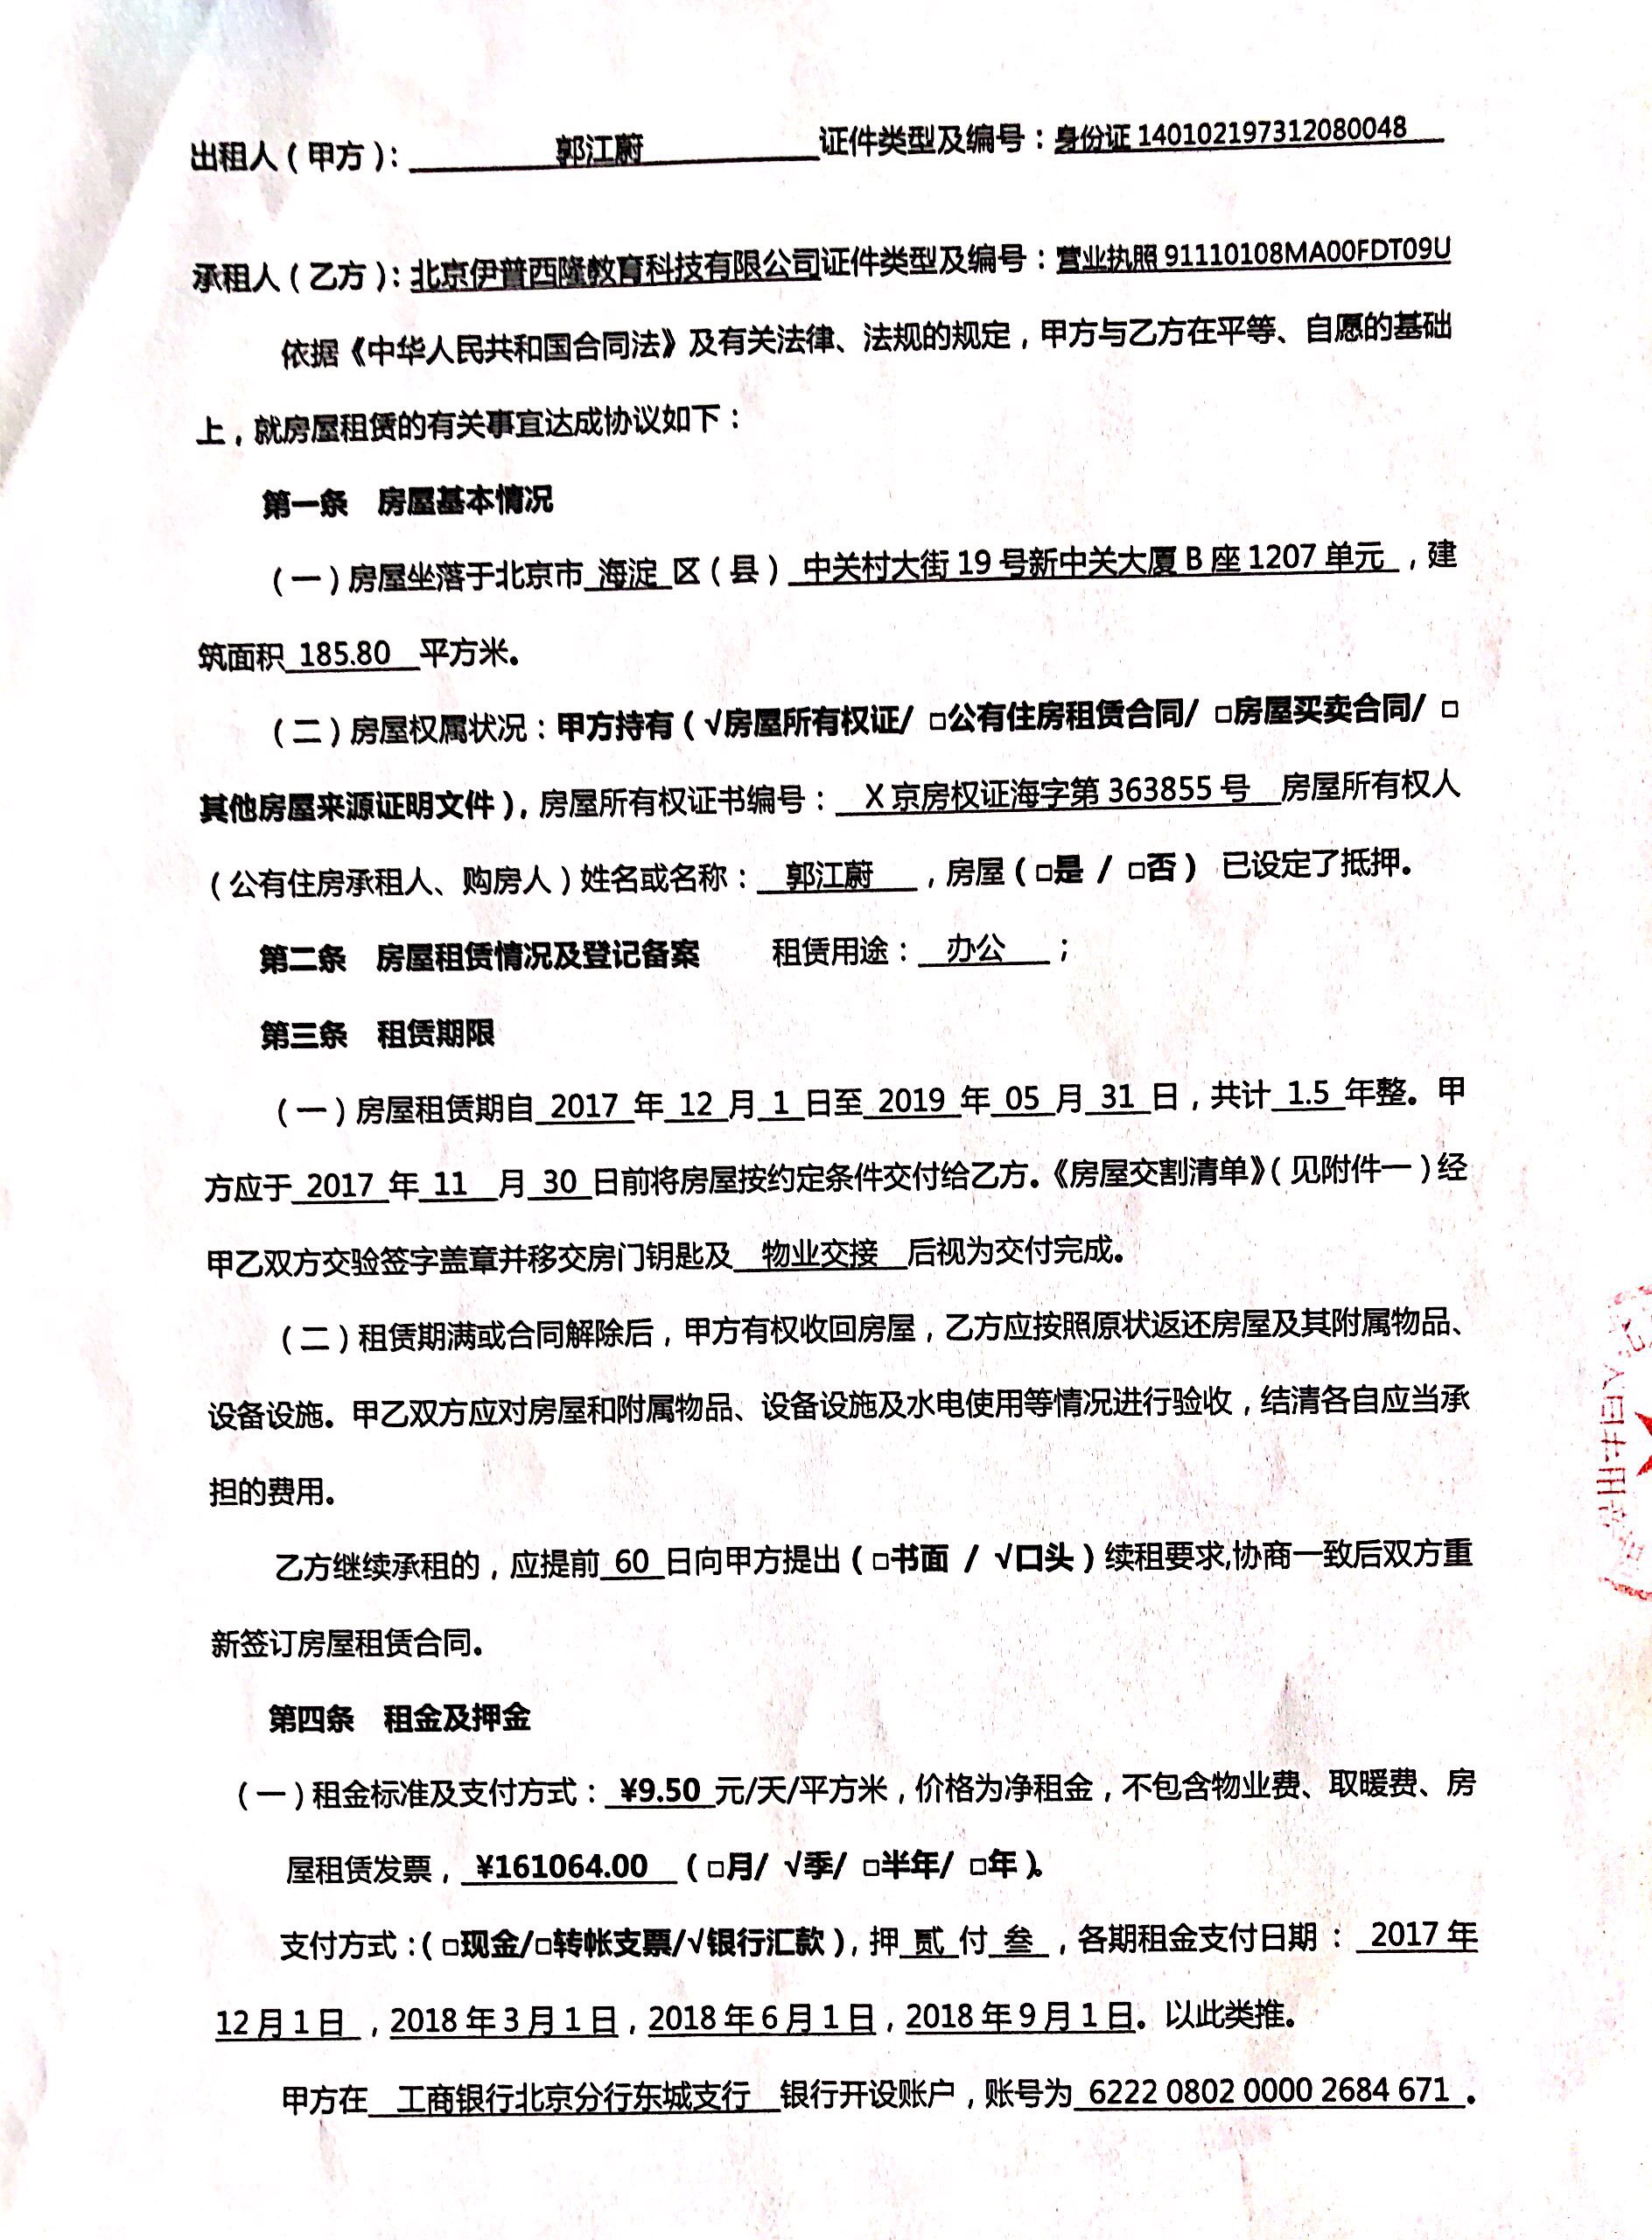 出租人（甲方）：郭江蔚 证件类型及编号：身份证 140102197312080048
承租人（乙方）：北京伊普西隆教育科技有限公司证件类型及编号：营业执照 91110108MA00FDT09U
依据《中华人民共和国合同法》及有关法律、法规的规定，甲方与乙方在平等、自愿的基础
上，就房屋租赁的有关事宜达成协议如下：
第一条 房屋基本情况
（一）房屋坐落于北京市 海淀 区（县） 中关村大街 19 号新中关大厦 B 座 1207 单元 ，建
筑面积 185.80 平方米。
（二）房屋权属状况：甲方持有（√房屋所有权证/ □公有住房租赁合同/ □房屋买卖合同/ □
其他房屋来源证明文件），房屋所有权证书编号： X 京房权证海字第 363855 号 房屋所有权人
（公有住房承租人、购房人）姓名或名称： 郭江蔚 ，房屋（□是 / □否） 已设定了抵押。
第二条 房屋租赁情况及登记备案 租赁用途： 办公 ；
第三条 租赁期限
（一）房屋租赁期自 2017 年 12 月 1 日至 2019 年 05 月 31 日，共计 1.5 年整。甲
方应于 2017 年 11 月 30 日前将房屋按约定条件交付给乙方。《房屋交割清单》（见附件一）经
甲乙双方交验签字盖章并移交房门钥匙及 物业交接 后视为交付完成。
（二）租赁期满或合同解除后，甲方有权收回房屋，乙方应按照原状返还房屋及其附属物品、
设备设施。甲乙双方应对房屋和附属物品、设备设施及水电使用等情况进行验收，结清各自应当承
担的费用。
乙方继续承租的，应提前 60 日向甲方提出（□书面 / √口头）续租要求,协商一致后双方重
新签订房屋租赁合同。
第四条 租金及押金
（一）租金标准及支付方式： ¥9.50 元/天/平方米，价格为净租金，不包含物业费、取暖费、房
屋租赁发票， ¥161064.00 （□月/ √季/ □半年/ □年）。
支付方式：（□现金/□转帐支票/√银行汇款），押 贰 付 叁 ，各期租金支付日期： 2017 年
12 月 1 日 ，2018 年 3 月 1 日，2018 年 6 月 1 日，2018 年 9 月 1 日。以此类推。
甲方在 工商银行北京分行东城支行 银行开设账户，账号为 6222 0802 0000 2684 671 。